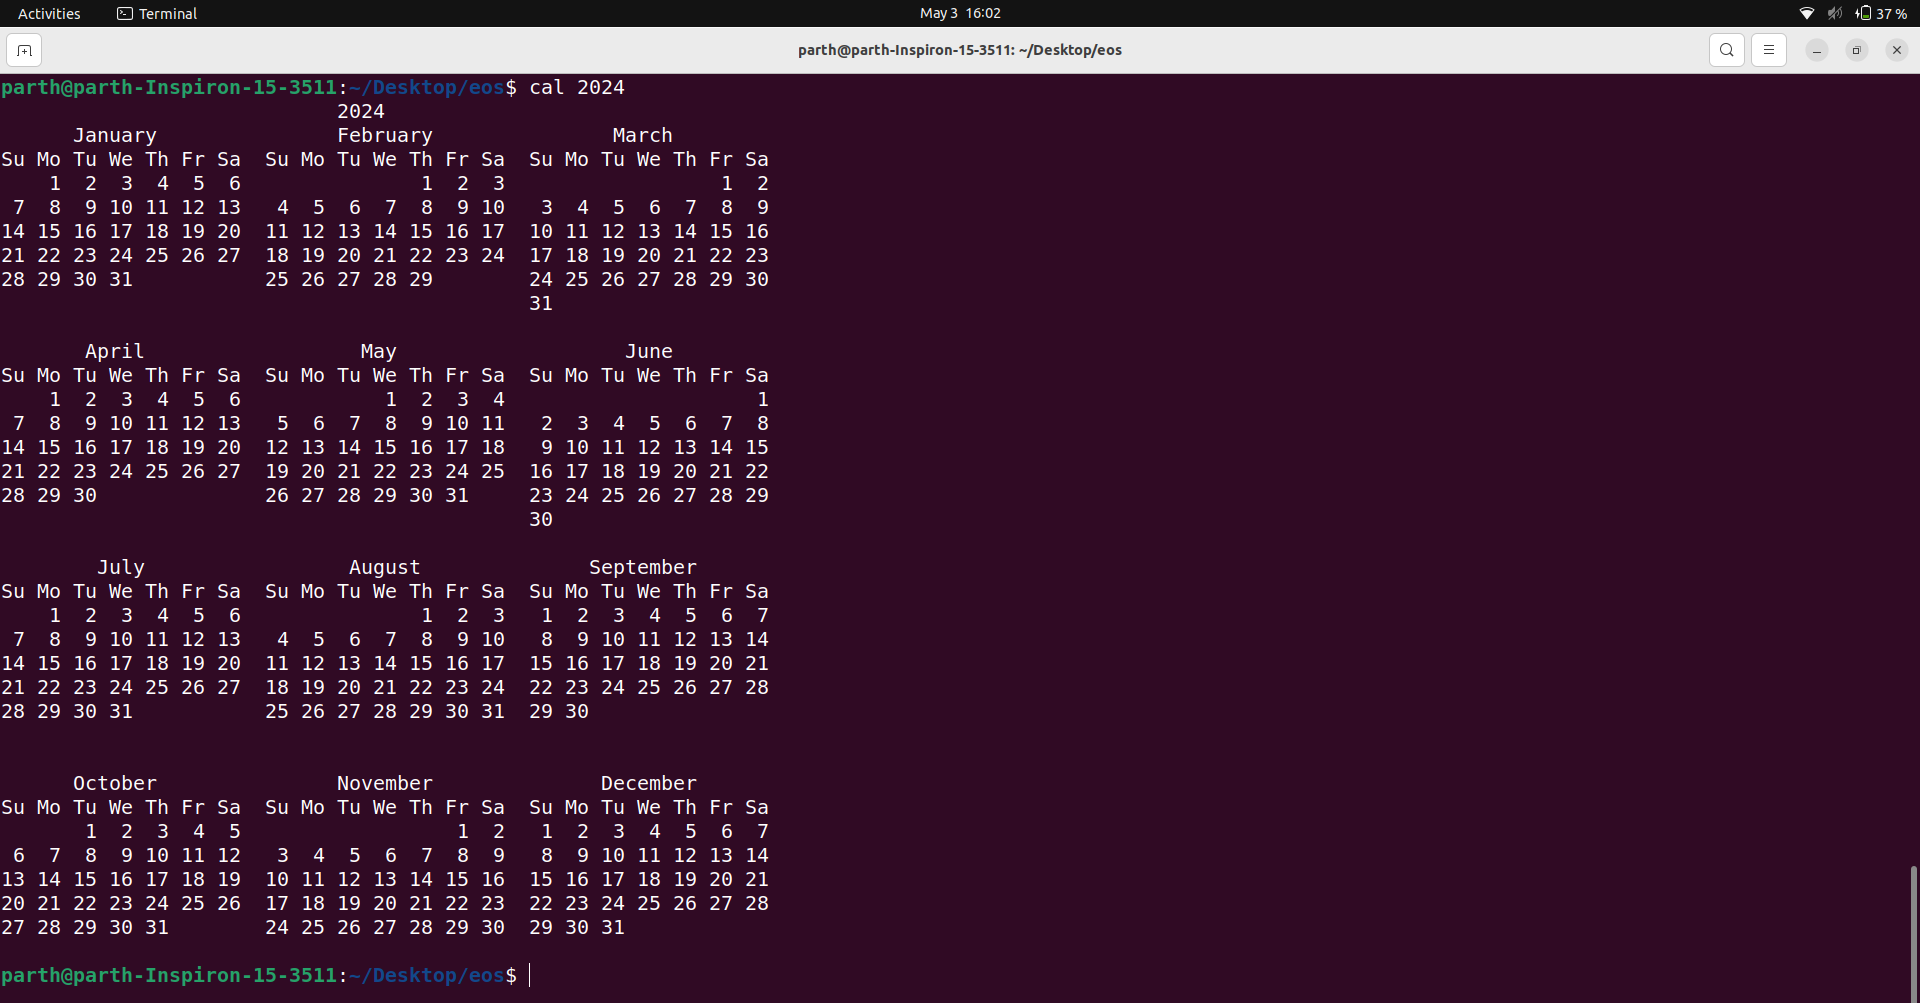 Activities Terminal May 3 16:02 37 %
parth@parth-Inspiron-15-3511: ~/Desktop/eos
parth@parth-Inspiron-15-3511:~/Desktop/eos$ cal 2024
                            2024
      January               February               March
Su Mo Tu We Th Fr Sa  Su Mo Tu We Th Fr Sa  Su Mo Tu We Th Fr Sa
    1  2  3  4  5  6               1  2  3                  1  2
 7  8  9 10 11 12 13   4  5  6  7  8  9 10   3  4  5  6  7  8  9
14 15 16 17 18 19 20  11 12 13 14 15 16 17  10 11 12 13 14 15 16
21 22 23 24 25 26 27  18 19 20 21 22 23 24  17 18 19 20 21 22 23
28 29 30 31           25 26 27 28 29        24 25 26 27 28 29 30
                                            31
       April                  May                   June
Su Mo Tu We Th Fr Sa  Su Mo Tu We Th Fr Sa  Su Mo Tu We Th Fr Sa
    1  2  3  4  5  6            1  2  3  4                     1
 7  8  9 10 11 12 13   5  6  7  8  9 10 11   2  3  4  5  6  7  8
14 15 16 17 18 19 20  12 13 14 15 16 17 18   9 10 11 12 13 14 15
21 22 23 24 25 26 27  19 20 21 22 23 24 25  16 17 18 19 20 21 22
28 29 30              26 27 28 29 30 31     23 24 25 26 27 28 29
                                            30
        July                 August              September
Su Mo Tu We Th Fr Sa  Su Mo Tu We Th Fr Sa  Su Mo Tu We Th Fr Sa
    1  2  3  4  5  6               1  2  3   1  2  3  4  5  6  7
 7  8  9 10 11 12 13   4  5  6  7  8  9 10   8  9 10 11 12 13 14
14 15 16 17 18 19 20  11 12 13 14 15 16 17  15 16 17 18 19 20 21
21 22 23 24 25 26 27  18 19 20 21 22 23 24  22 23 24 25 26 27 28
28 29 30 31           25 26 27 28 29 30 31  29 30
      October               November              December
Su Mo Tu We Th Fr Sa  Su Mo Tu We Th Fr Sa  Su Mo Tu We Th Fr Sa
       1  2  3  4  5                  1  2   1  2  3  4  5  6  7
 6  7  8  9 10 11 12   3  4  5  6  7  8  9   8  9 10 11 12 13 14
13 14 15 16 17 18 19  10 11 12 13 14 15 16  15 16 17 18 19 20 21
20 21 22 23 24 25 26  17 18 19 20 21 22 23  22 23 24 25 26 27 28
27 28 29 30 31        24 25 26 27 28 29 30  29 30 31
parth@parth-Inspiron-15-3511:~/Desktop/eos$